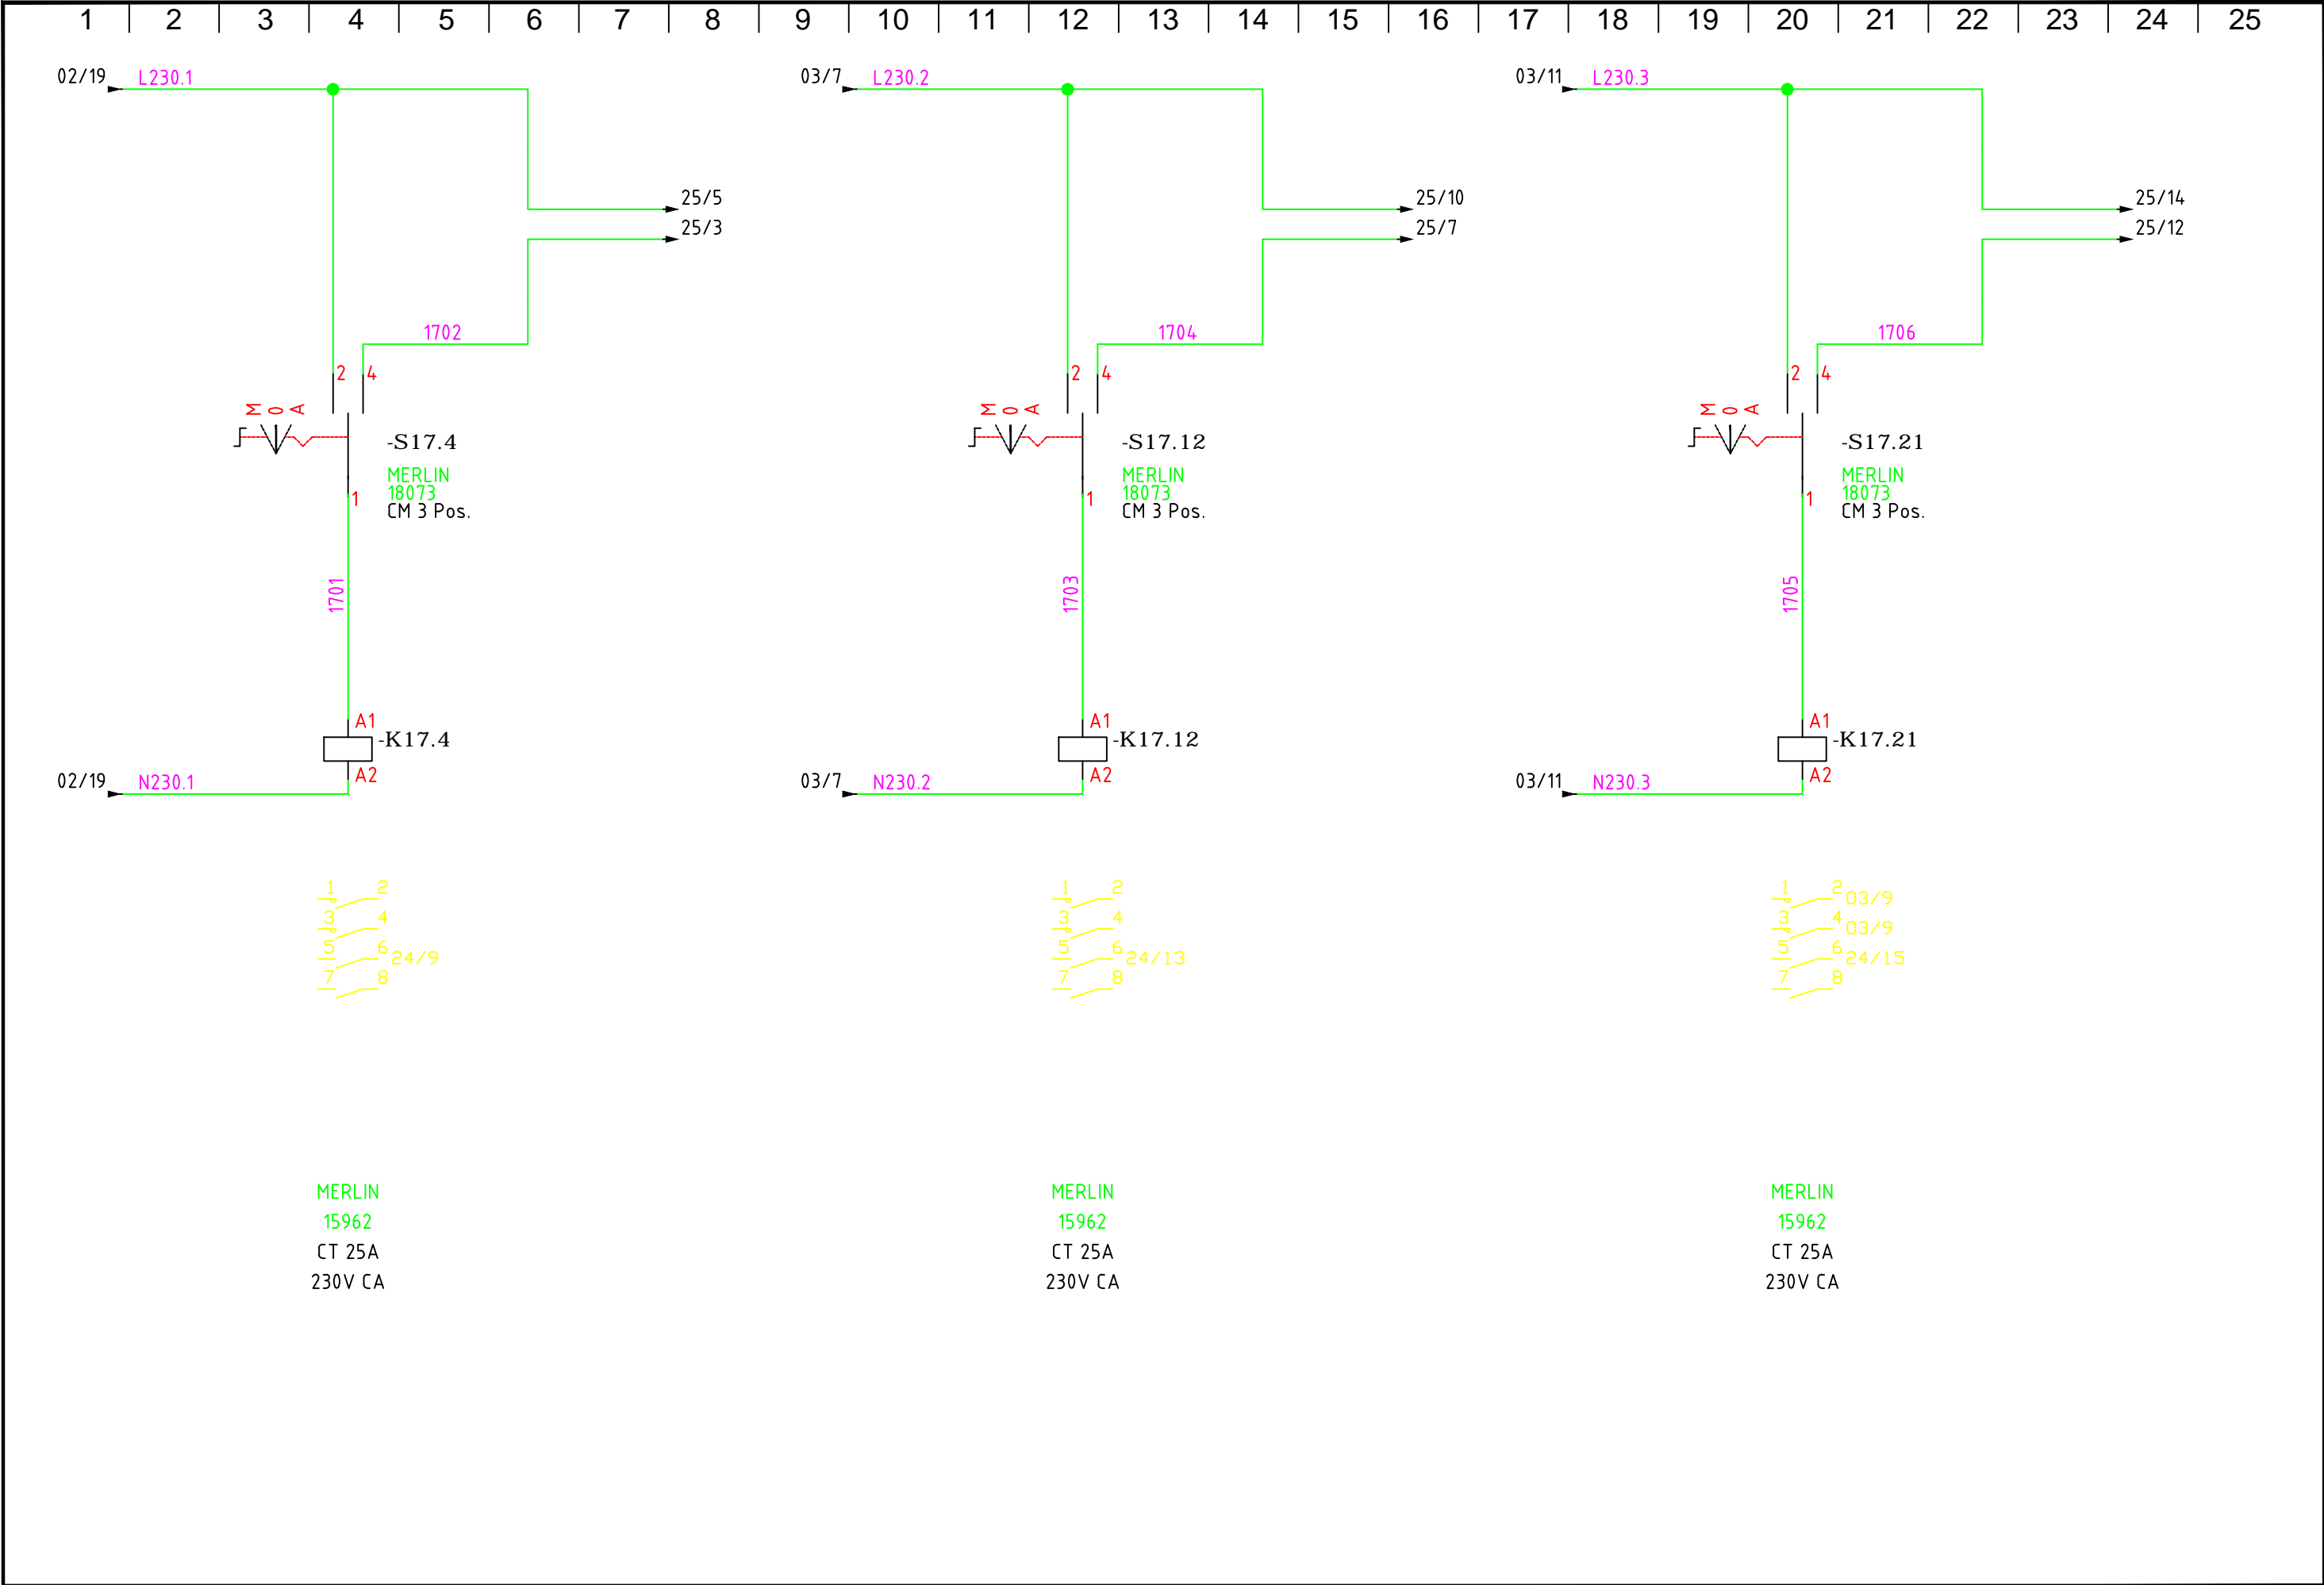 1 2 3 4 5 6 7 8 9 10 11 12 13 14 15 16 17 18 19 20 21 22 23 24 25
02/19 L230.1 03/7 L230.2 03/11 L230.3
25/5 25/10 25/14
25/3 25/7 25/12
1702 1704 1706
2 4 2 4 2 4
M 0 A M 0 A M 0 A
-S17.4 -S17.12 -S17.21
MERLIN MERLIN MERLIN
18073 18073 18073
1 CM 3 Pos. 1 CM 3 Pos. 1 CM 3 Pos.
1701 1703 1705
A1 A1 A1
-K17.4 -K17.12 -K17.21
A2 A2 A2
02/19 N230.1 03/7 N230.2 03/11 N230.3
1 2 1 2 1 2 03/9
3 4 3 4 3 4 03/9
5 6 24/9 5 6 24/13 5 6 24/15
7 8 7 8 7 8
MERLIN MERLIN MERLIN
15962 15962 15962
CT 25A CT 25A CT 25A
230V CA 230V CA 230V CA